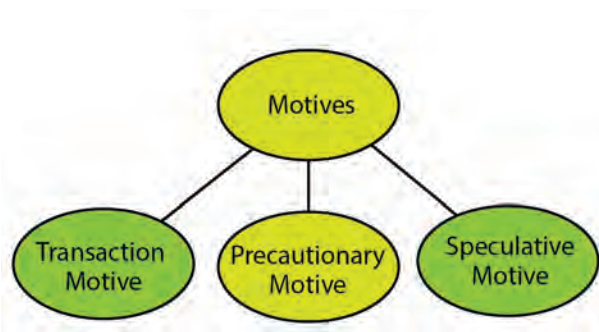 Motives
Transaction
Motive
Precautionary
Motive
Speculative
Motive